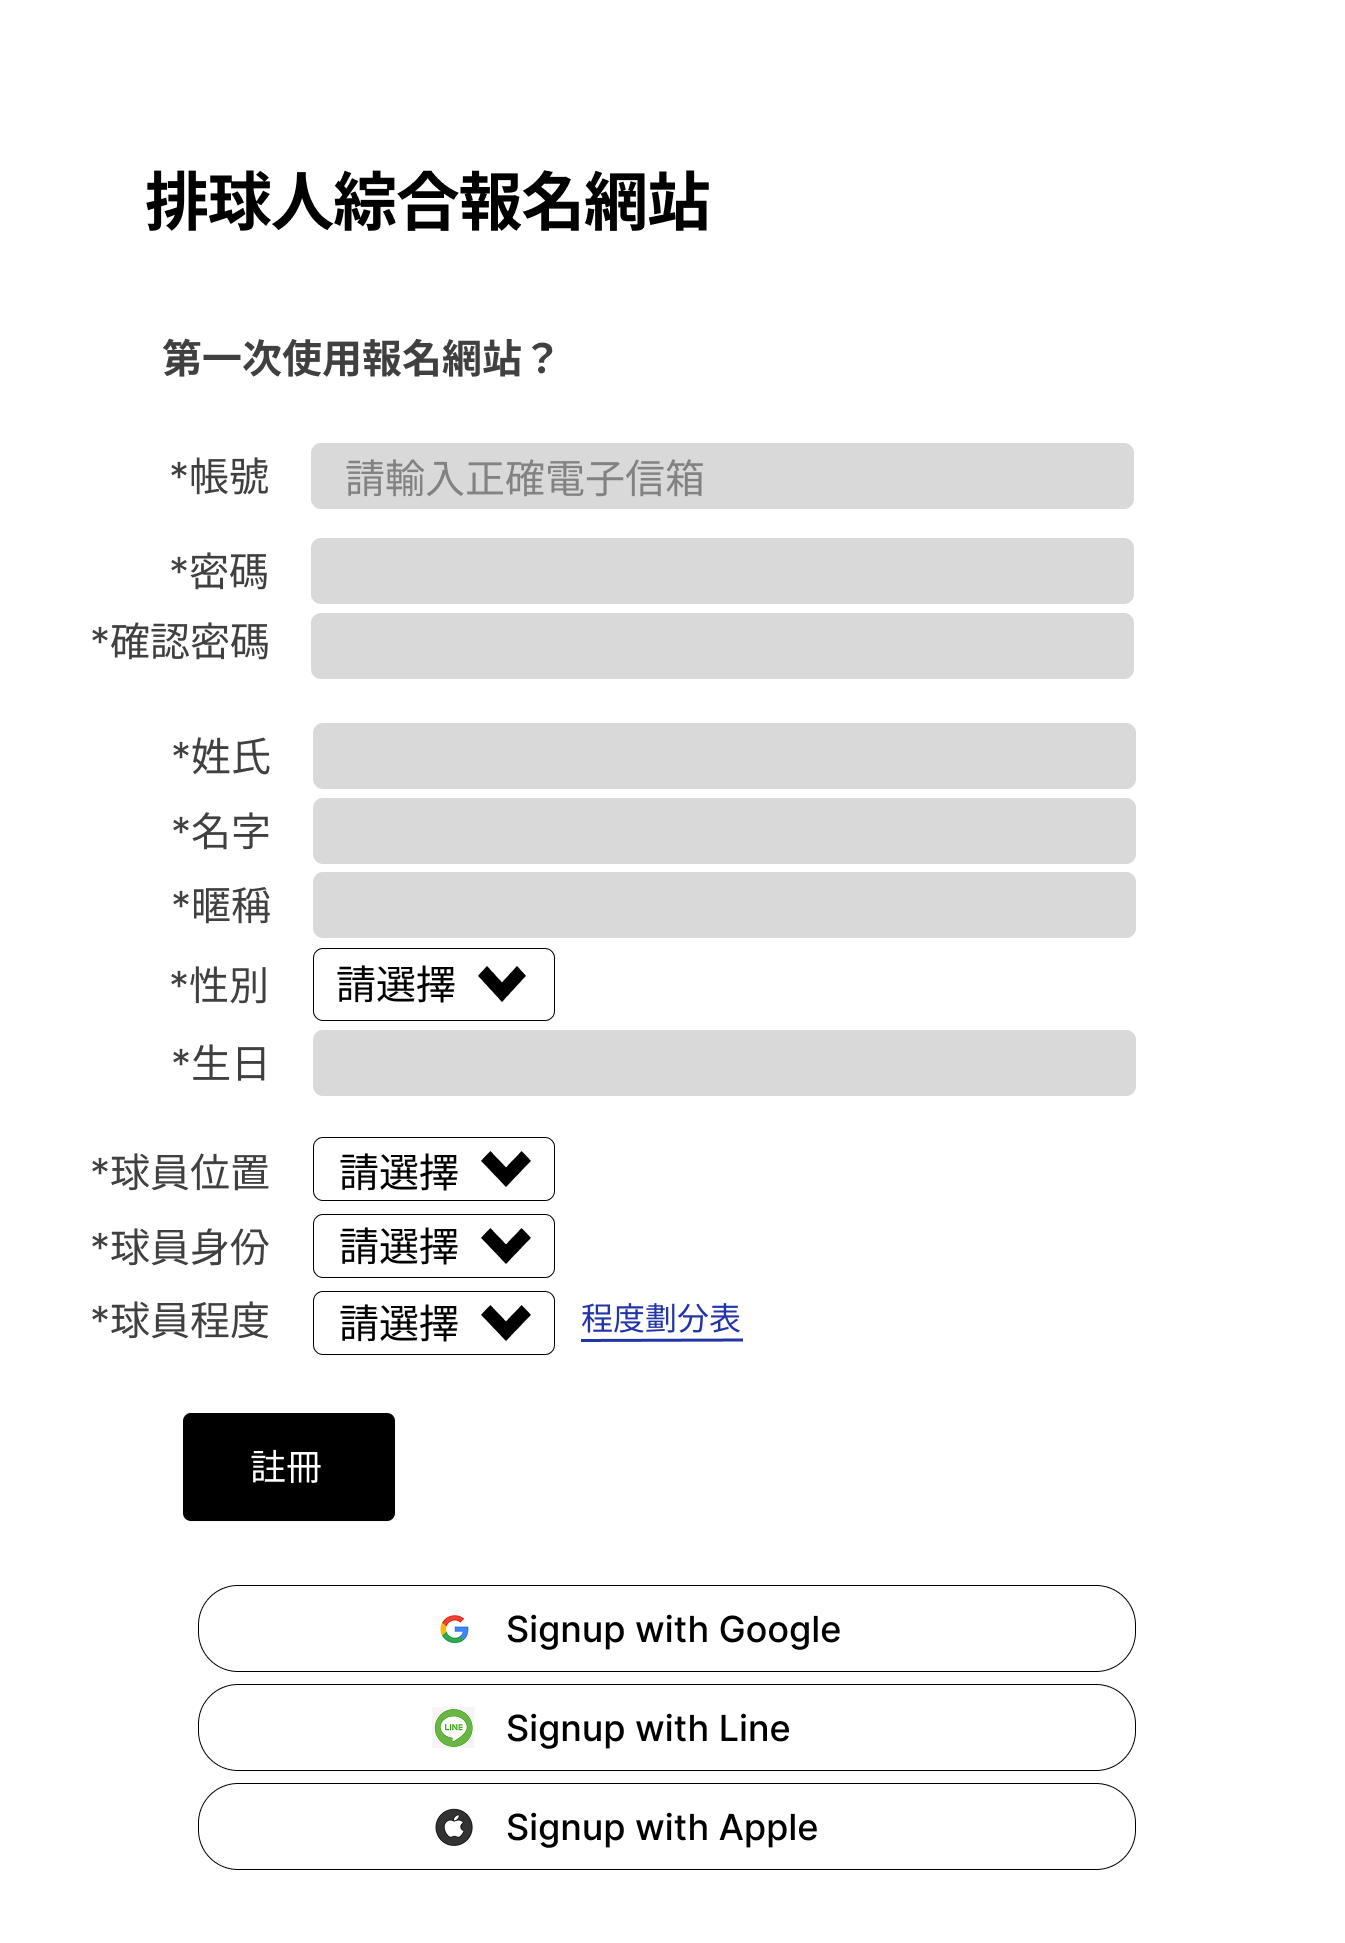 排球人綜合報名網站
第一次使用報名網站？
*帳號 請輸入正確電子信箱
*密碼
*確認密碼
*姓氏
*名字
*暱稱
*性別 請選擇
*生日
*球員位置 請選擇
*球員身份 請選擇
*球員程度 請選擇 程度劃分表
註冊
Signup with Google
LINE Signup with Line
Signup with Apple